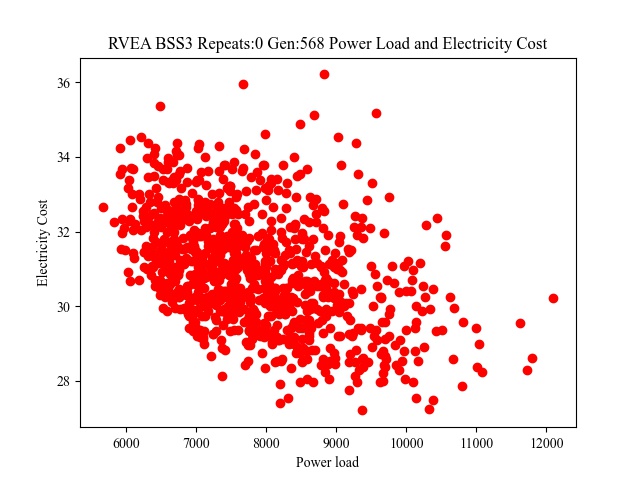 RVEA BSS3 Repeats:0 Gen:568 Power Load and Electricity Cost
36
34
32
30
28
Electricity Cost
6000 7000 8000 9000 10000 11000 12000
Power load